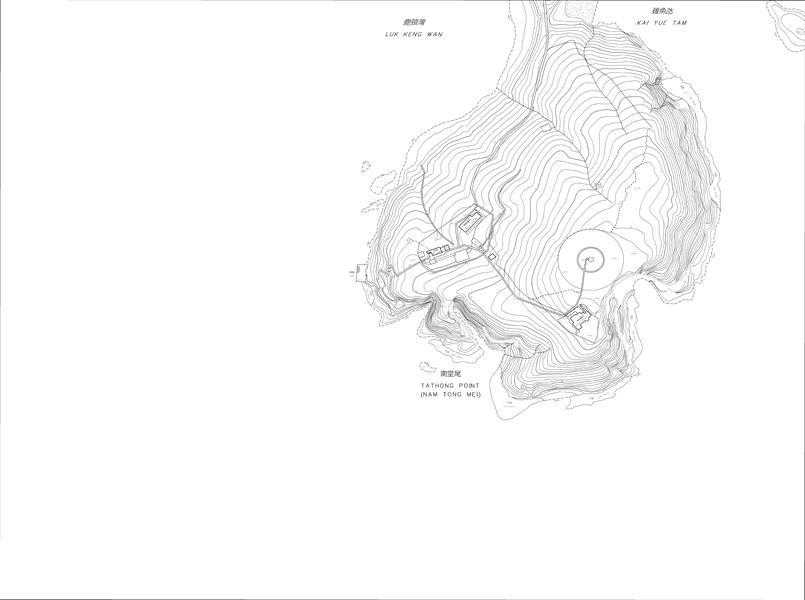 鹿頸灣
LUK KENG WAN
雞魚氹
KAI YUE TAM
南堂尾
TATHONG POINT
(NAM TONG MEI)